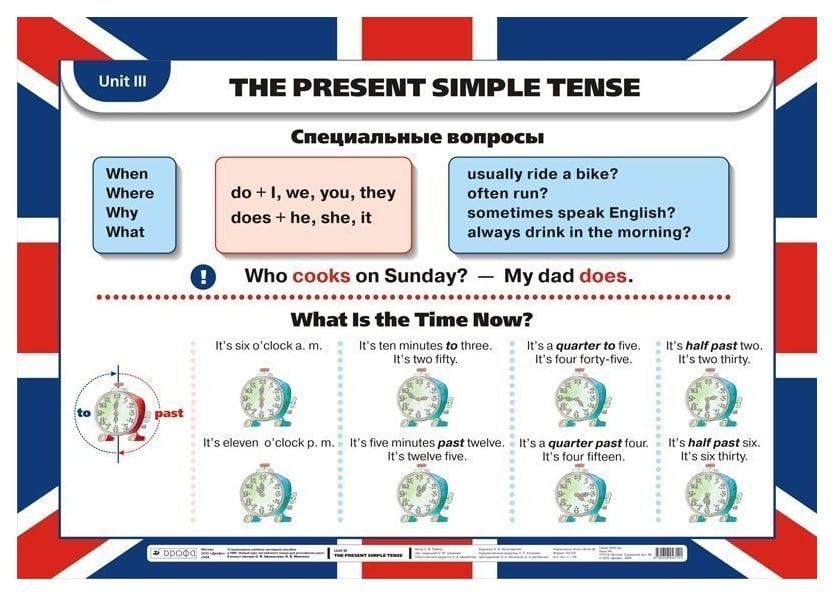 Unit III
THE PRESENT SIMPLE TENSE
Специальные вопросы
When
Where
Why
What
do + I, we, you, they
does + he, she, it
usually ride a bike?
often run?
sometimes speak English?
always drink in the morning?
! Who cooks on Sunday? — My dad does.
What Is the Time Now?
to
past
It's six o'clock a. m.
It's eleven o'clock p. m.
It's ten minutes to three.
It's two fifty.
It's five minutes past twelve.
It's twelve five.
It's a quarter to five.
It's four forty-five.
It's a quarter past four.
It's four fifteen.
It's half past two.
It's two thirty.
It's half past six.
It's six thirty.
дрофа
Unit III
THE PRESENT SIMPLE TENSE